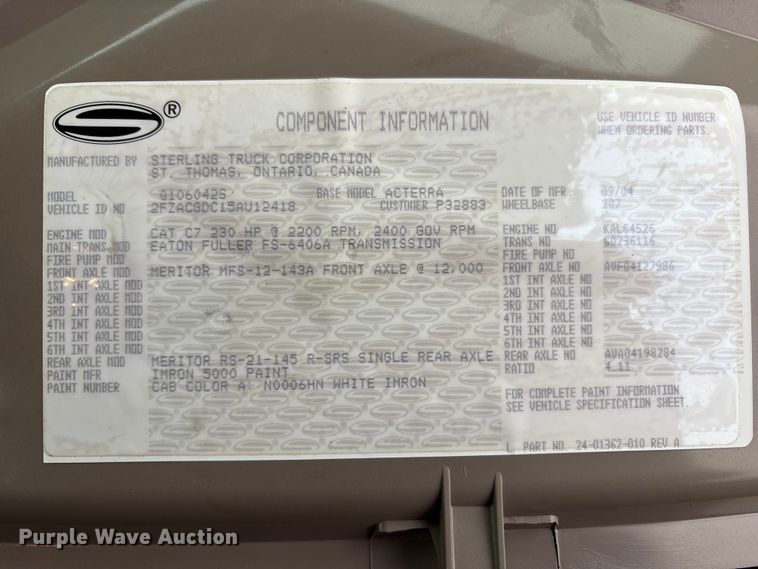 ®
COMPONENT INFORMATION
USE VEHICLE ID NUMBER
WHEN ORDERING PARTS.
MANUFACTURED BY STERLING TRUCK CORPORATION
ST. THOMAS, ONTARIO, CANADA
MODEL 0106042S BASE MODEL ACTERRA DATE OF MFR 09/04
VEHICLE ID NO 2FZACGDC15AU12418 CUSTOMER P32883 WHEELBASE 207
ENGINE MOD CAT C7 230 HP @ 2200 RPM; 2400 GOV RPM ENGINE NO KAL64526
MAIN TRANS MOD EATON FULLER FS-6406A TRANSMISSION TRANS NO G0236116
FIRE PUMP MOD FIRE PUMP NO
FRONT AXLE MOD MERITOR MFS-12-143A FRONT AXLE @ 12,000 FRONT AXLE NO AVF04127986
1ST INT AXLE MOD 1ST INT AXLE NO
2ND INT AXLE MOD 2ND INT AXLE NO
3RD INT AXLE MOD 3RD INT AXLE NO
4TH INT AXLE MOD 4TH INT AXLE NO
5TH INT AXLE MOD 5TH INT AXLE NO
6TH INT AXLE MOD 6TH INT AXLE NO
REAR AXLE MOD MERITOR RS-21-145 R-SRS SINGLE REAR AXLE REAR AXLE NO AVA04198284
PAINT MFR IMRON 5000 PAINT RATIO 4.11
PAINT NUMBER CAB COLOR A: N0006HN WHITE IMRON
FOR COMPLETE PAINT INFORMATION
SEE VEHICLE SPECIFICATION SHEET.
PART NO. 24-01362-010 REV A
Purple Wave Auction